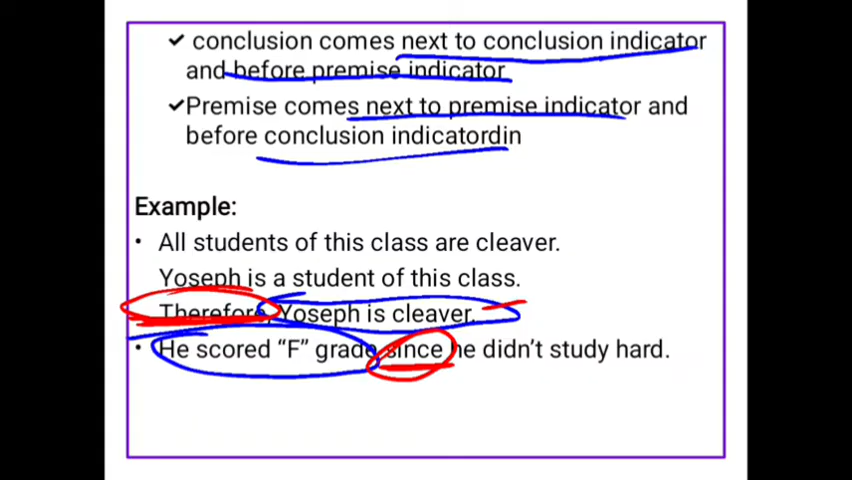 ✔ conclusion comes next to conclusion indicator
and before premise indicator
✔Premise comes next to premise indicator and
before conclusion indicatordin
Example:
• All students of this class are cleaver.
Yoseph is a student of this class.
Therefore, Yoseph is cleaver.
• He scored “F” grade since he didn’t study hard.